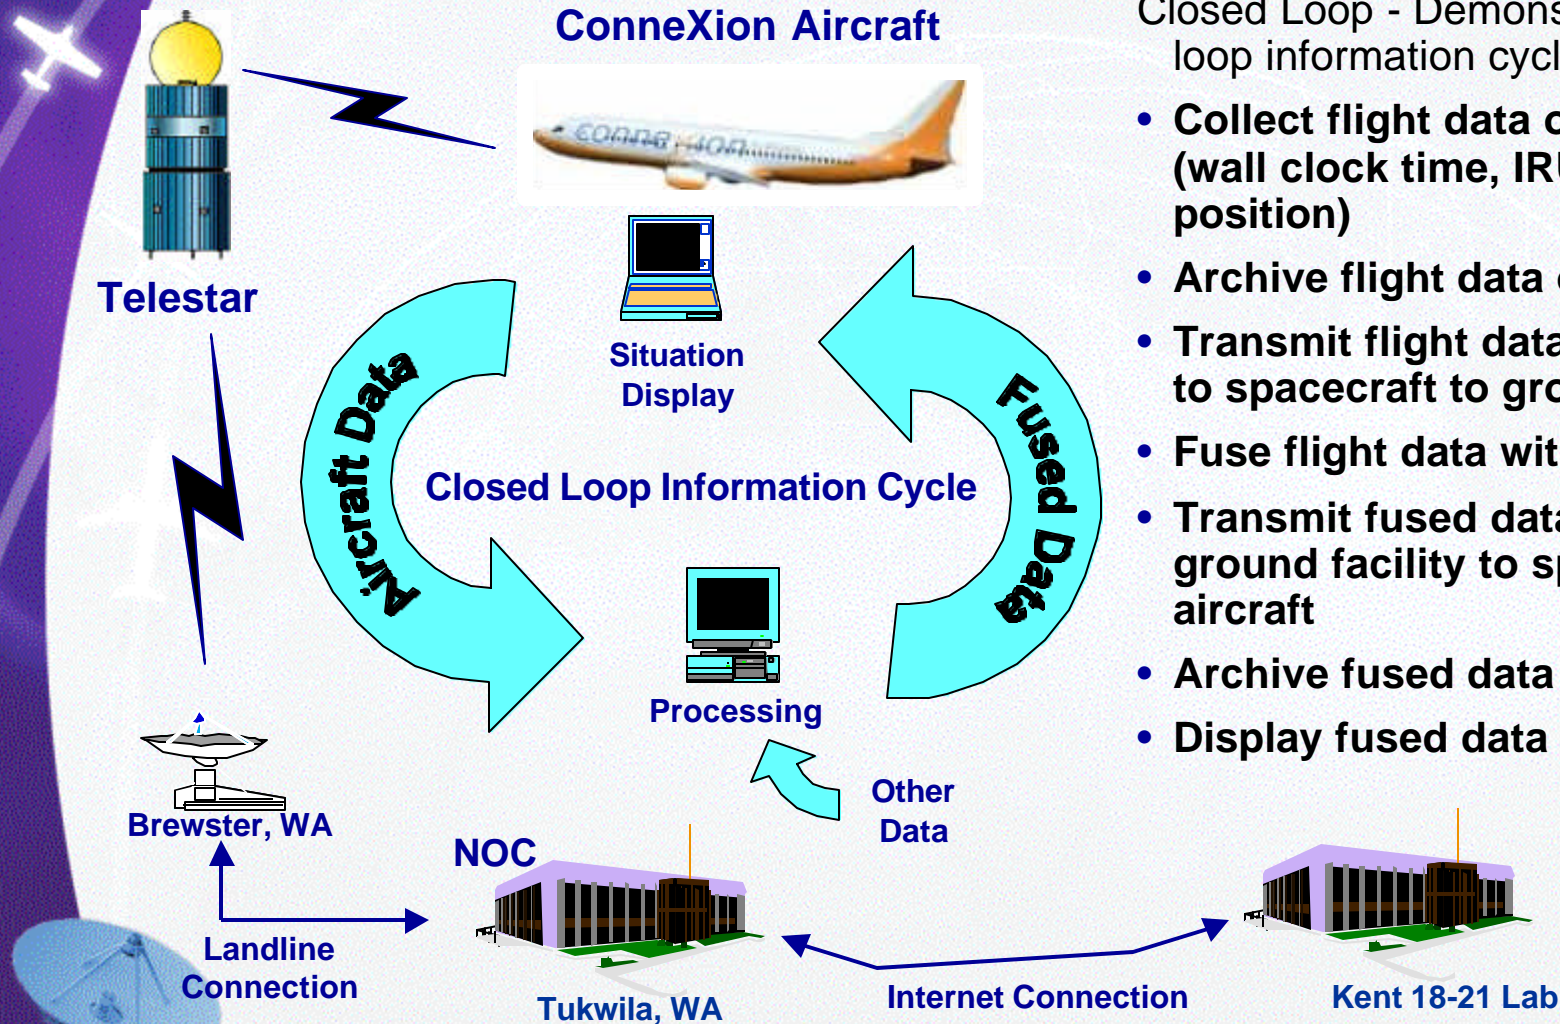 ConneXion Aircraft
conne ion
Telestar
Situation
Display
Aircraft Data
Fused Data
Closed Loop Information Cycle
Processing
Other
Data
Brewster, WA
NOC
Landline
Connection
Tukwila, WA
Internet Connection
Kent 18-21 Lab
Closed Loop - Demons
loop information cycl
• Collect flight data o
(wall clock time, IRU
position)
• Archive flight data
• Transmit flight data
to spacecraft to gro
• Fuse flight data wit
• Transmit fused data
ground facility to sp
aircraft
• Archive fused data
• Display fused data